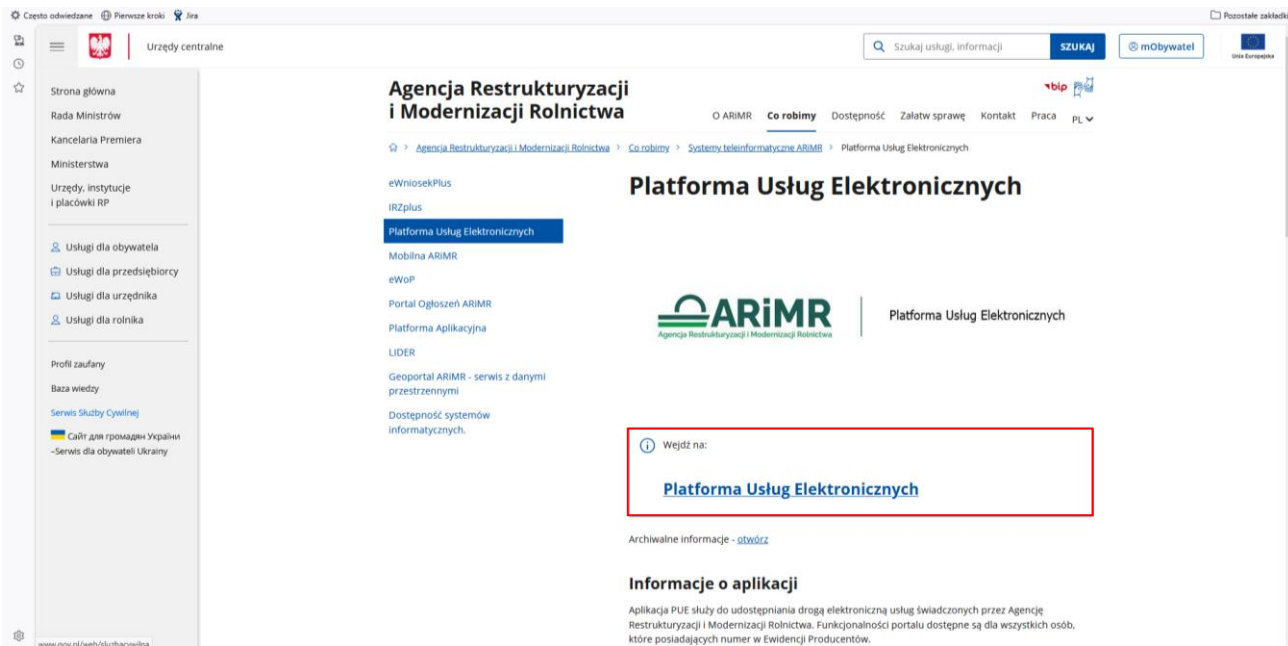 Często odwiedzane Pierwsze kroki Jira
Pozostałe zakładki
Urzędy centralne
Szukaj usługi, informacji
SZUKAJ
mObywatel
Unia Europejska
Strona główna
Rada Ministrów
Kancelaria Premiera
Ministerstwa
Urzędy, instytucje
i placówki RP
Usługi dla obywatela
Usługi dla przedsiębiorcy
Usługi dla urzędnika
Usługi dla rolnika
Profil zaufany
Baza wiedzy
Serwis Służby Cywilnej
Сайт для громадян України
–Serwis dla obywateli Ukrainy
www.gov.pl/web/sluzbacywilna
Agencja Restrukturyzacji
i Modernizacji Rolnictwa
bip
O ARiMR Co robimy Dostępność Załatw sprawę Kontakt Praca PL
Agencja Restrukturyzacji i Modernizacji Rolnictwa > Co robimy > Systemy teleinformatyczne ARiMR > Platforma Usług Elektronicznych
eWniosekPlus
IRZplus
Platforma Usług Elektronicznych
Mobilna ARiMR
eWoP
Portal Ogłoszeń ARiMR
Platforma Aplikacyjna
LIDER
Geoportal ARiMR - serwis z danymi
przestrzennymi
Dostępność systemów
informatycznych.
Platforma Usług Elektronicznych
ARiMR
Agencja Restrukturyzacji i Modernizacji Rolnictwa
Platforma Usług Elektronicznych
Wejdź na:
Platforma Usług Elektronicznych
Archiwalne informacje - otwórz
Informacje o aplikacji
Aplikacja PUE służy do udostępniania drogą elektroniczną usług świadczonych przez Agencję
Restrukturyzacji i Modernizacji Rolnictwa. Funkcjonalności portalu dostępne są dla wszystkich osób,
które posiadających numer w Ewidencji Producentów.